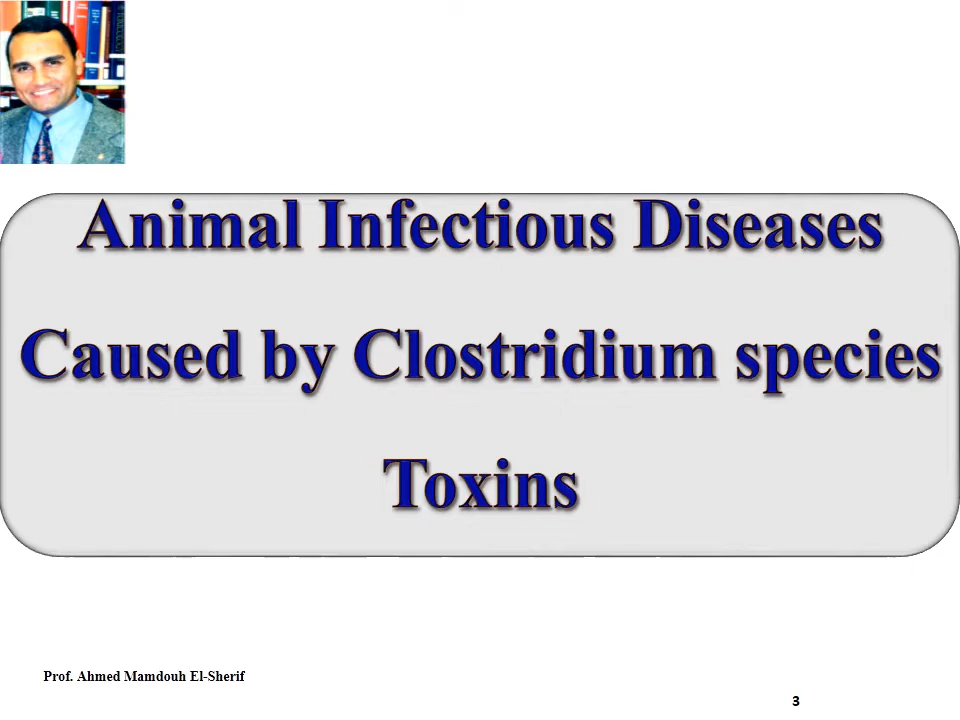 Animal Infectious Diseases
Caused by Clostridium species
Toxins
Prof. Ahmed Mamdouh El-Sherif
3